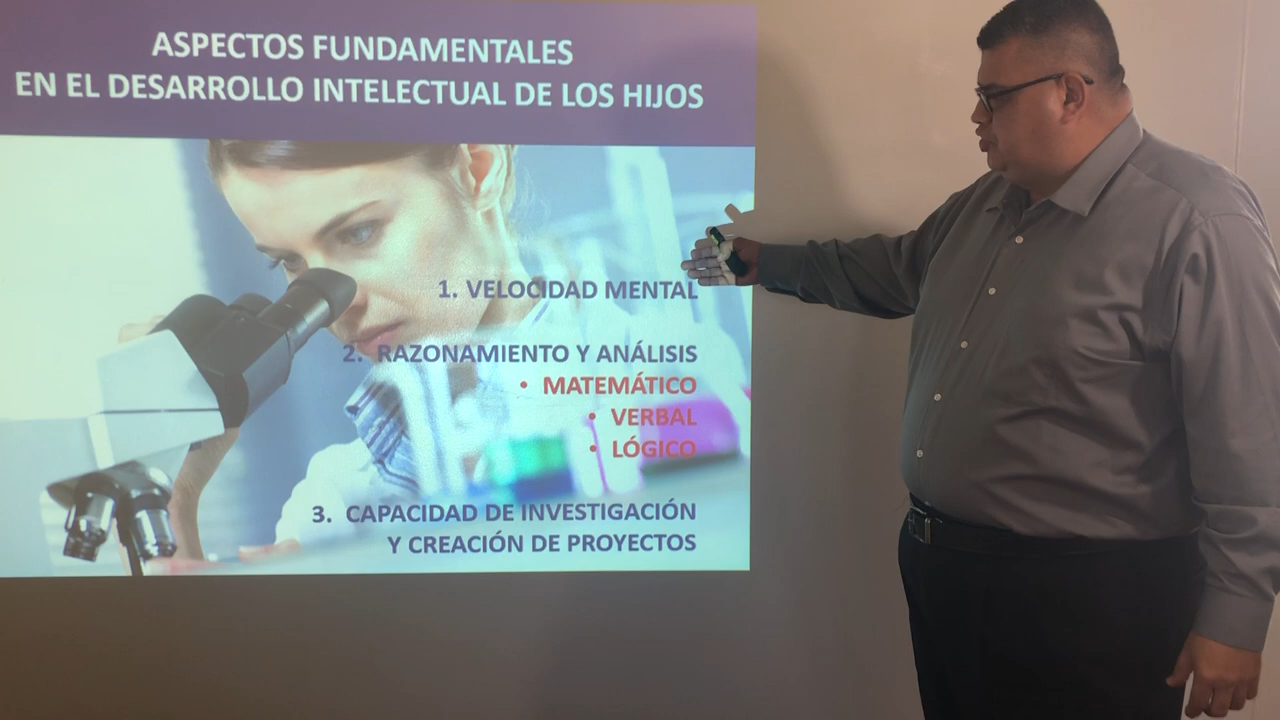 ASPECTOS FUNDAMENTALES
EN EL DESARROLLO INTELECTUAL DE LOS HIJOS
1. VELOCIDAD MENTAL
2. RAZONAMIENTO Y ANÁLISIS
• MATEMÁTICO
• VERBAL
• LÓGICO
3. CAPACIDAD DE INVESTIGACIÓN
Y CREACIÓN DE PROYECTOS